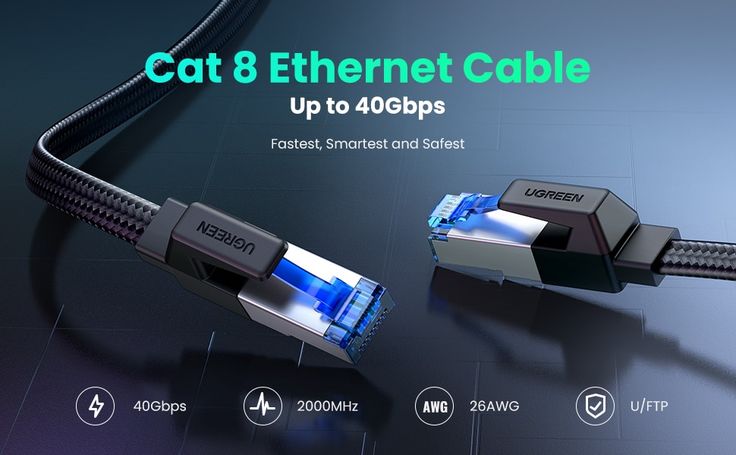 Cat 8 Ethernet Cable
Up to 40Gbps
Fastest, Smartest and Safest
UGREEN
UGREEN
40Gbps
2000MHz
AWG
26AWG
U/FTP